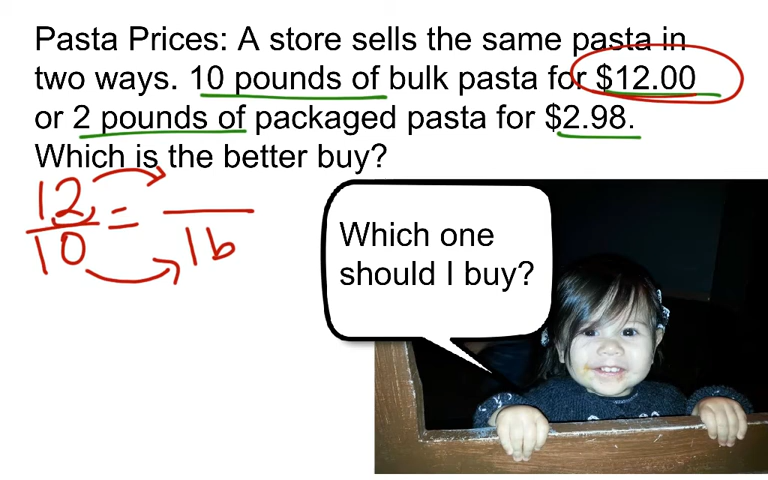 Pasta Prices: A store sells the same pasta in
two ways. 10 pounds of bulk pasta for $12.00
or 2 pounds of packaged pasta for $2.98.
Which is the better buy?
12
10
=
1b
Which one
should I buy?